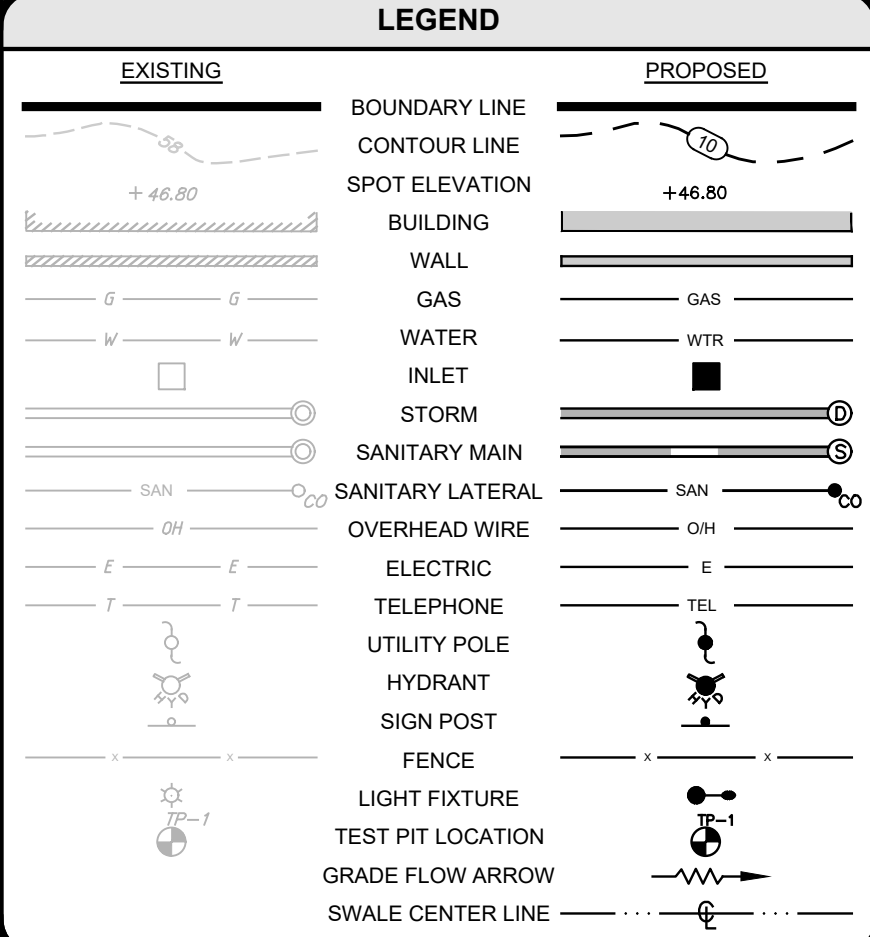 LEGEND
EXISTING PROPOSED
BOUNDARY LINE
58 CONTOUR LINE 10
+ 46.80 SPOT ELEVATION +46.80
BUILDING
WALL
G G GAS GAS
W W WATER WTR
INLET
STORM D
SANITARY MAIN S
SAN CO SANITARY LATERAL SAN CO
OH OVERHEAD WIRE O/H
E E ELECTRIC E
T T TELEPHONE TEL
UTILITY POLE
HYD HYDRANT HYD
SIGN POST
x x FENCE x x
LIGHT FIXTURE
TP-1 TEST PIT LOCATION TP-1
GRADE FLOW ARROW
SWALE CENTER LINE ℄